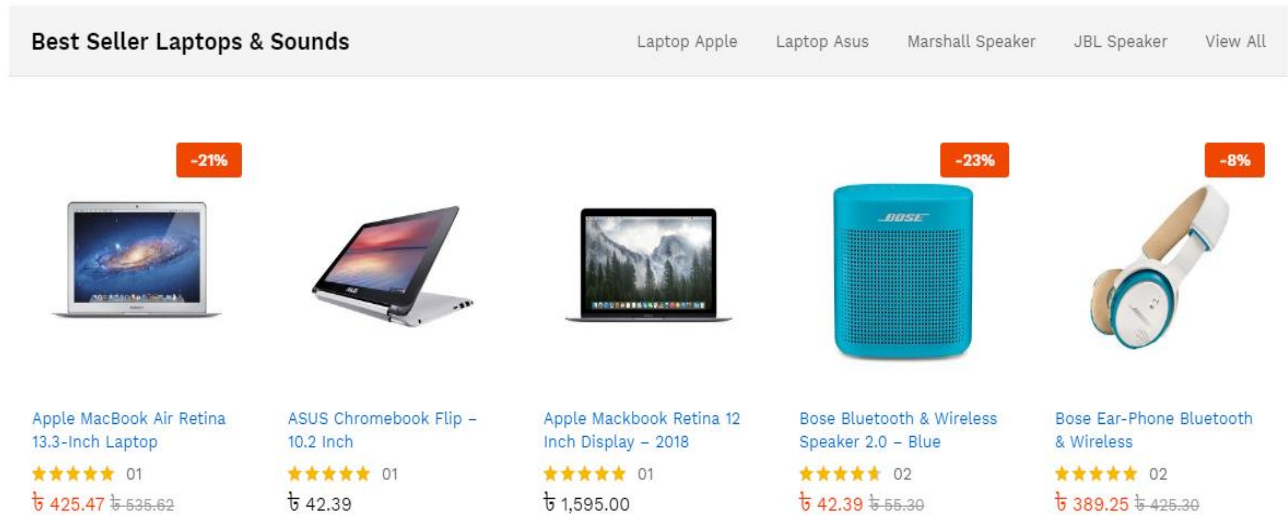 Best Seller Laptops & Sounds
Laptop Apple Laptop Asus Marshall Speaker JBL Speaker View All
-21%
-23%
-8%
ASUS
BOSE
Apple MacBook Air Retina
13.3-Inch Laptop
★★★★★ 01
৳ 425.47 ৳ 535.62
ASUS Chromebook Flip –
10.2 Inch
★★★★★ 01
৳ 42.39
Apple Mackbook Retina 12
Inch Display – 2018
★★★★★ 01
৳ 1,595.00
Bose Bluetooth & Wireless
Speaker 2.0 – Blue
★★★★★ 02
৳ 42.39 ৳ 55.30
Bose Ear-Phone Bluetooth
& Wireless
★★★★★ 02
৳ 389.25 ৳ 425.30